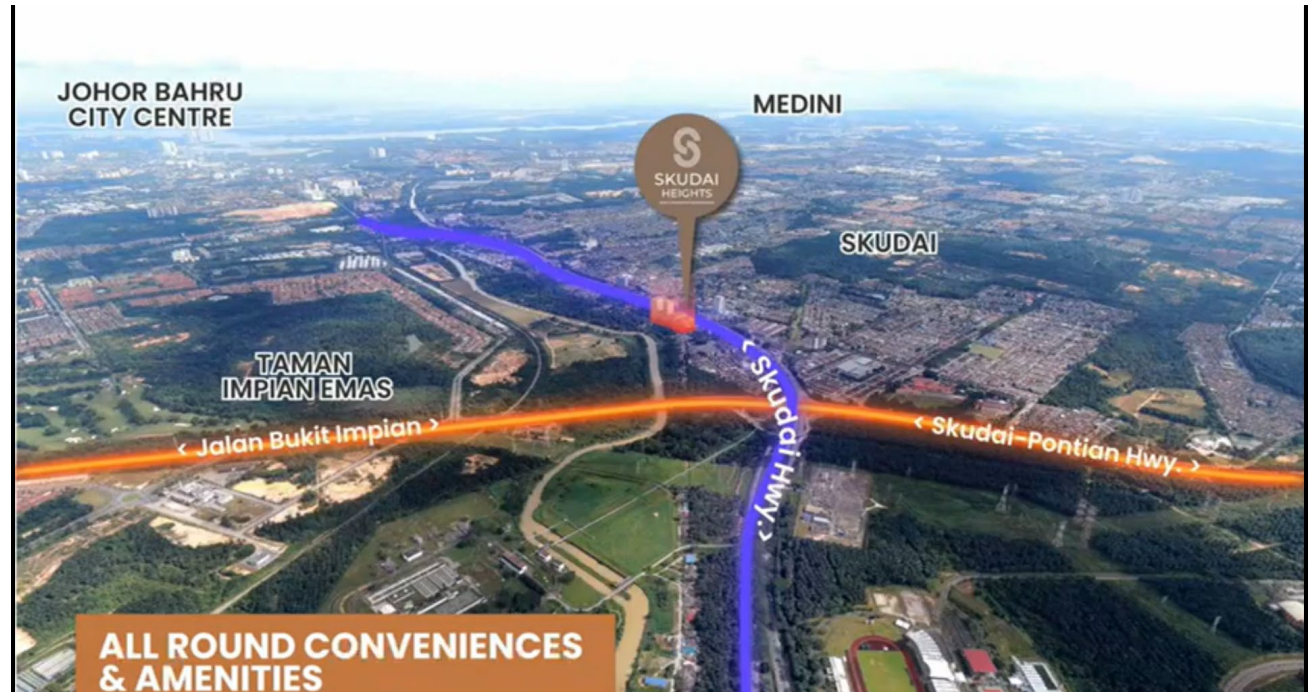 JOHOR BAHRU
CITY CENTRE
MEDINI
SKUDAI
HEIGHTS
SKUDAI
TAMAN
IMPIAN EMAS
< Jalan Bukit Impian >
< Skudai Hwy. >
< Skudai-Pontian Hwy. >
ALL ROUND CONVENIENCES
& AMENITIES